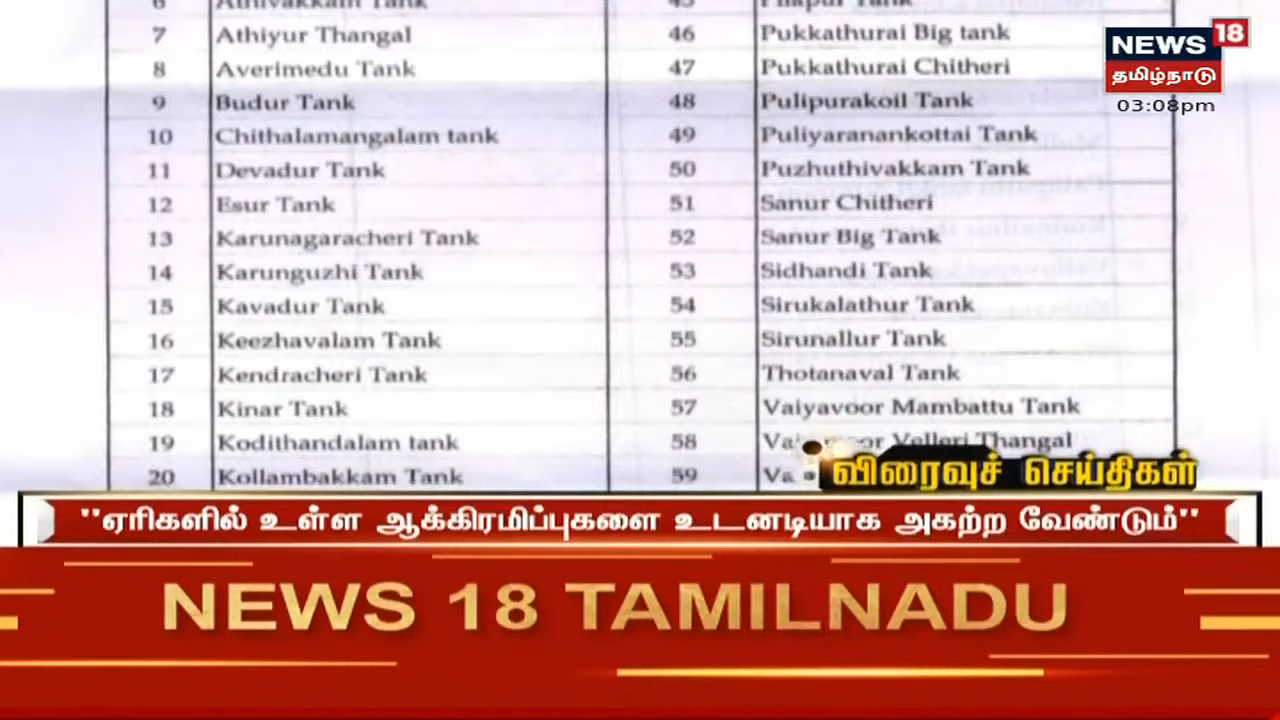 6 Athivakkam Tank
7 Athiyur Thangal 46 Pukkathurai Big tank
8 Averimedu Tank 47 Pukkathurai Chitheri
9 Budur Tank 48 Pulipurakoil Tank
10 Chithalamangalam tank 49 Puliyaranankottai Tank
11 Devadur Tank 50 Puzhuthivakkam Tank
12 Esur Tank 51 Sanur Chitheri
13 Karunagaracheri Tank 52 Sanur Big Tank
14 Karunguzhi Tank 53 Sidhandi Tank
15 Kavadur Tank 54 Sirukalathur Tank
16 Keezhavalam Tank 55 Sirunallur Tank
17 Kendracheri Tank 56 Thotanaval Tank
18 Kinar Tank 57 Vaiyavoor Mambattu Tank
19 Kodithandalam tank 58 Velleri Thangal
20 Kollambakkam Tank 59
NEWS 18
தமிழ்நாடு
03:08pm
விரைவுச் செய்திகள்
"ஏரிகளில் உள்ள ஆக்கிரமிப்புகளை உடனடியாக அகற்ற வேண்டும்"
NEWS 18 TAMILNADU